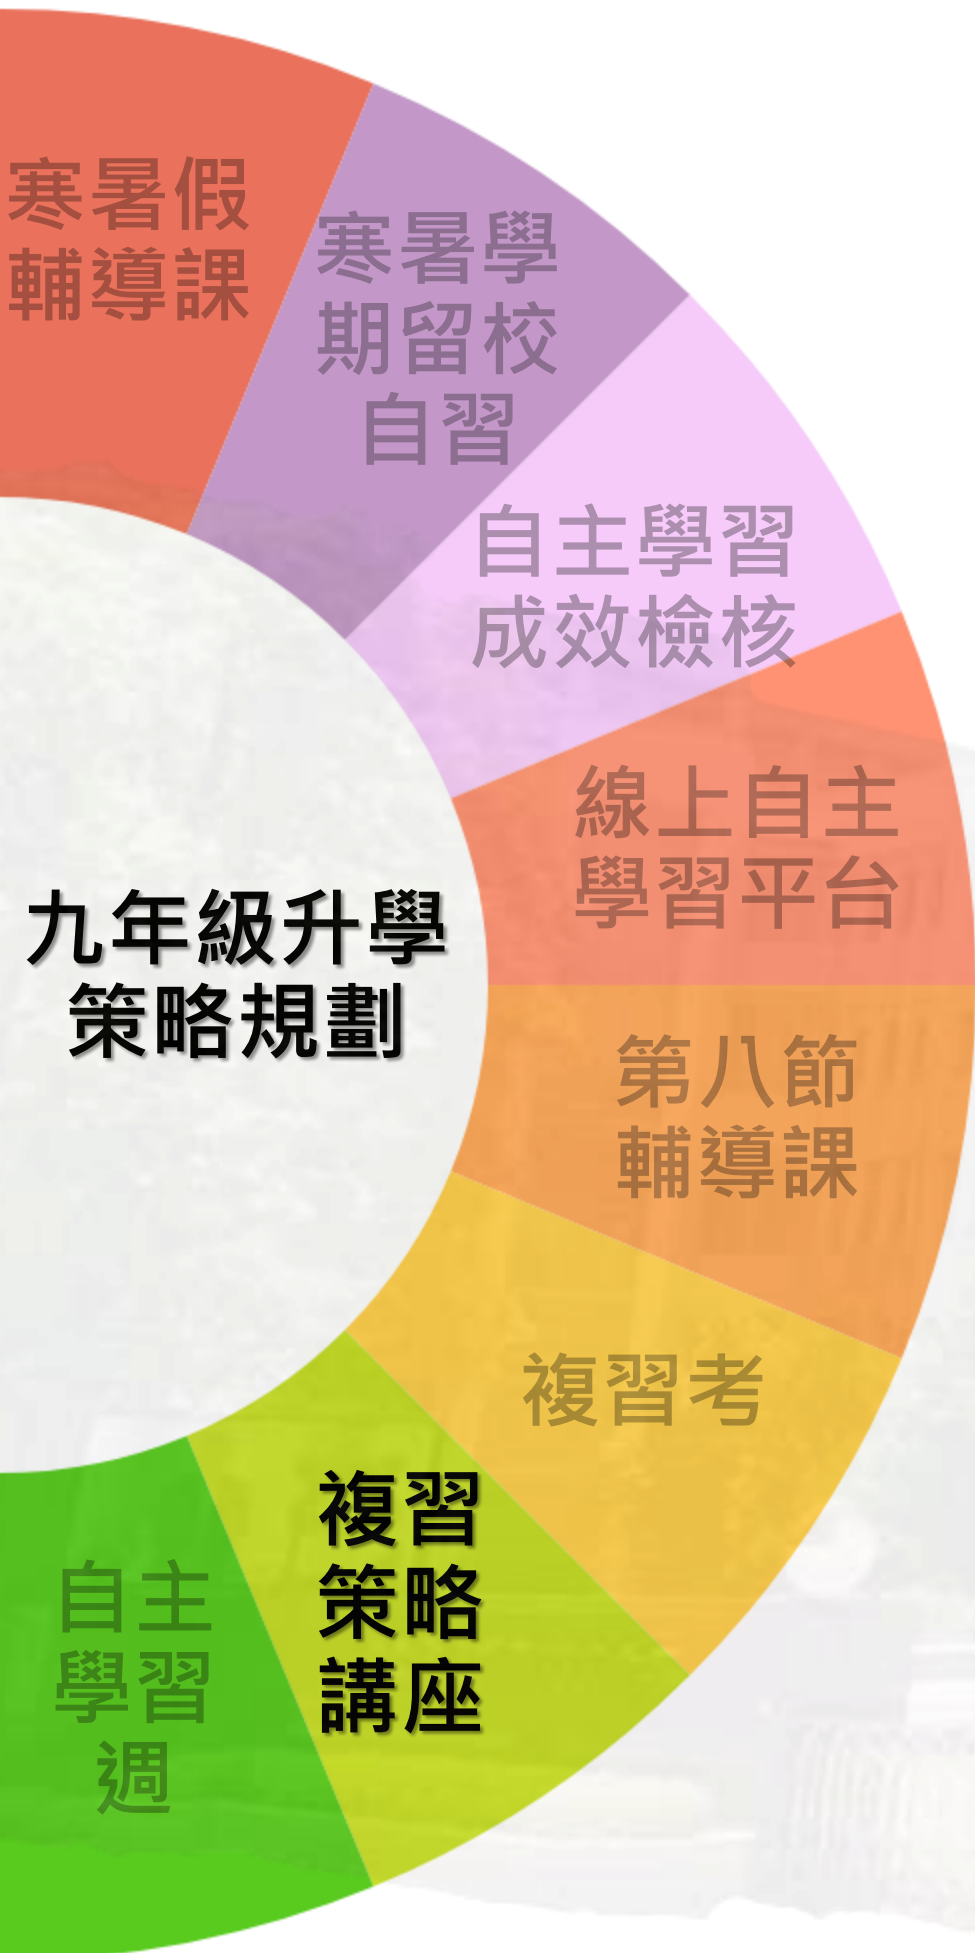 寒暑假
輔導課
寒暑學
期留校
自習
自主學習
成效檢核
線上自主
學習平台
九年級升學
策略規劃
第八節
輔導課
複習考
複習
策略
講座
自主
學習
週